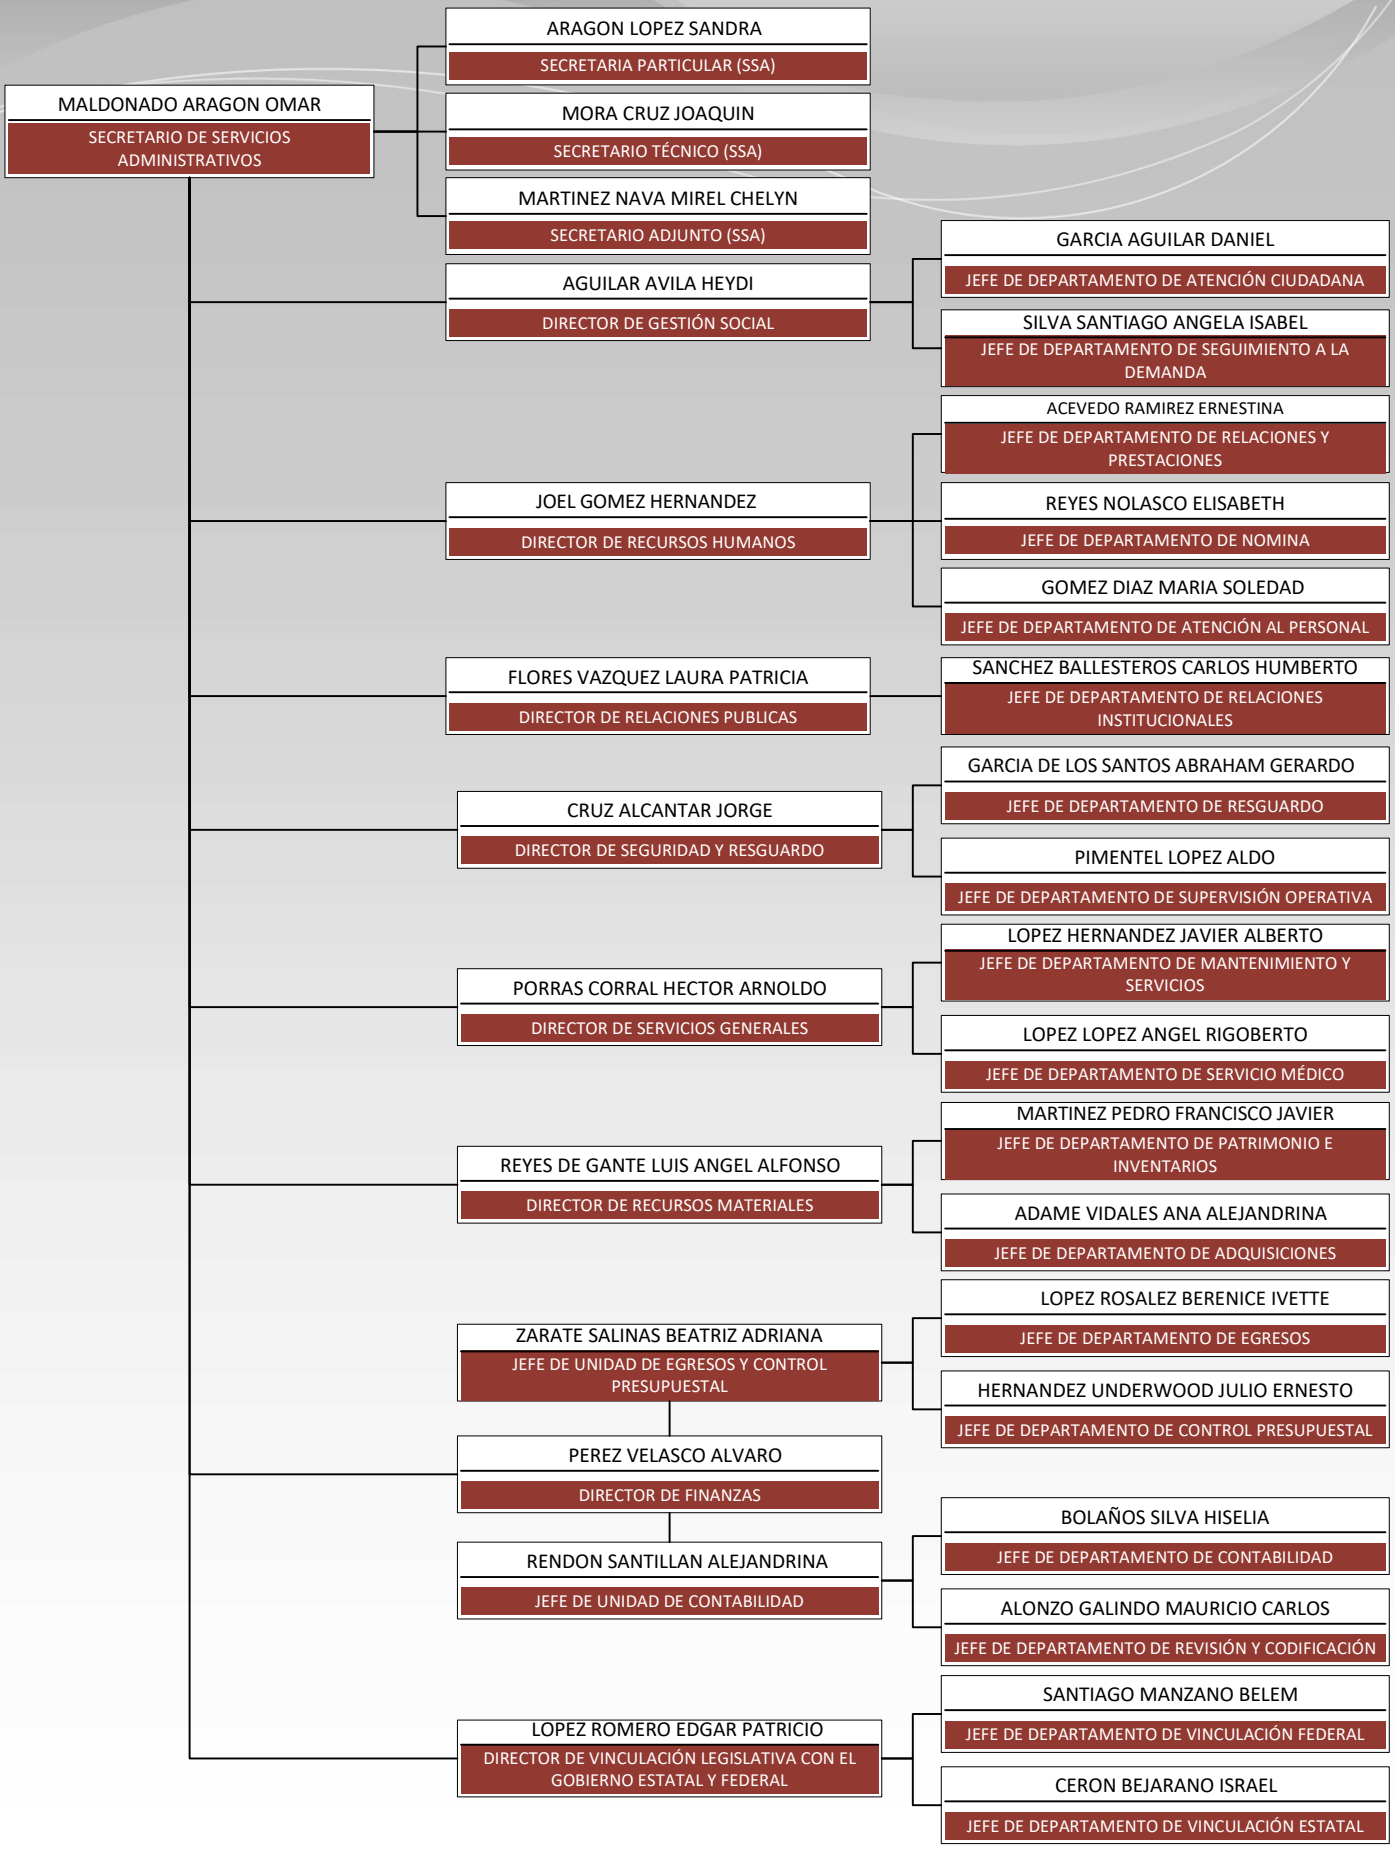 MALDONADO ARAGON OMAR
SECRETARIO DE SERVICIOS
ADMINISTRATIVOS
ARAGON LOPEZ SANDRA
SECRETARIA PARTICULAR (SSA)
MORA CRUZ JOAQUIN
SECRETARIO TÉCNICO (SSA)
MARTINEZ NAVA MIREL CHELYN
SECRETARIO ADJUNTO (SSA)
AGUILAR AVILA HEYDI
DIRECTOR DE GESTIÓN SOCIAL
GARCIA AGUILAR DANIEL
JEFE DE DEPARTAMENTO DE ATENCIÓN CIUDADANA
SILVA SANTIAGO ANGELA ISABEL
JEFE DE DEPARTAMENTO DE SEGUIMIENTO A LA
DEMANDA
JOEL GOMEZ HERNANDEZ
DIRECTOR DE RECURSOS HUMANOS
ACEVEDO RAMIREZ ERNESTINA
JEFE DE DEPARTAMENTO DE RELACIONES Y
PRESTACIONES
REYES NOLASCO ELISABETH
JEFE DE DEPARTAMENTO DE NOMINA
GOMEZ DIAZ MARIA SOLEDAD
JEFE DE DEPARTAMENTO DE ATENCIÓN AL PERSONAL
FLORES VAZQUEZ LAURA PATRICIA
DIRECTOR DE RELACIONES PUBLICAS
SANCHEZ BALLESTEROS CARLOS HUMBERTO
JEFE DE DEPARTAMENTO DE RELACIONES
INSTITUCIONALES
CRUZ ALCANTAR JORGE
DIRECTOR DE SEGURIDAD Y RESGUARDO
GARCIA DE LOS SANTOS ABRAHAM GERARDO
JEFE DE DEPARTAMENTO DE RESGUARDO
PIMENTEL LOPEZ ALDO
JEFE DE DEPARTAMENTO DE SUPERVISIÓN OPERATIVA
PORRAS CORRAL HECTOR ARNOLDO
DIRECTOR DE SERVICIOS GENERALES
LOPEZ HERNANDEZ JAVIER ALBERTO
JEFE DE DEPARTAMENTO DE MANTENIMIENTO Y
SERVICIOS
LOPEZ LOPEZ ANGEL RIGOBERTO
JEFE DE DEPARTAMENTO DE SERVICIO MÉDICO
REYES DE GANTE LUIS ANGEL ALFONSO
DIRECTOR DE RECURSOS MATERIALES
MARTINEZ PEDRO FRANCISCO JAVIER
JEFE DE DEPARTAMENTO DE PATRIMONIO E
INVENTARIOS
ADAME VIDALES ANA ALEJANDRINA
JEFE DE DEPARTAMENTO DE ADQUISICIONES
ZARATE SALINAS BEATRIZ ADRIANA
JEFE DE UNIDAD DE EGRESOS Y CONTROL
PRESUPUESTAL
LOPEZ ROSALEZ BERENICE IVETTE
JEFE DE DEPARTAMENTO DE EGRESOS
HERNANDEZ UNDERWOOD JULIO ERNESTO
JEFE DE DEPARTAMENTO DE CONTROL PRESUPUESTAL
PEREZ VELASCO ALVARO
DIRECTOR DE FINANZAS
RENDON SANTILLAN ALEJANDRINA
JEFE DE UNIDAD DE CONTABILIDAD
BOLAÑOS SILVA HISELIA
JEFE DE DEPARTAMENTO DE CONTABILIDAD
ALONZO GALINDO MAURICIO CARLOS
JEFE DE DEPARTAMENTO DE REVISIÓN Y CODIFICACIÓN
LOPEZ ROMERO EDGAR PATRICIO
DIRECTOR DE VINCULACIÓN LEGISLATIVA CON EL
GOBIERNO ESTATAL Y FEDERAL
SANTIAGO MANZANO BELEM
JEFE DE DEPARTAMENTO DE VINCULACIÓN FEDERAL
CERON BEJARANO ISRAEL
JEFE DE DEPARTAMENTO DE VINCULACIÓN ESTATAL